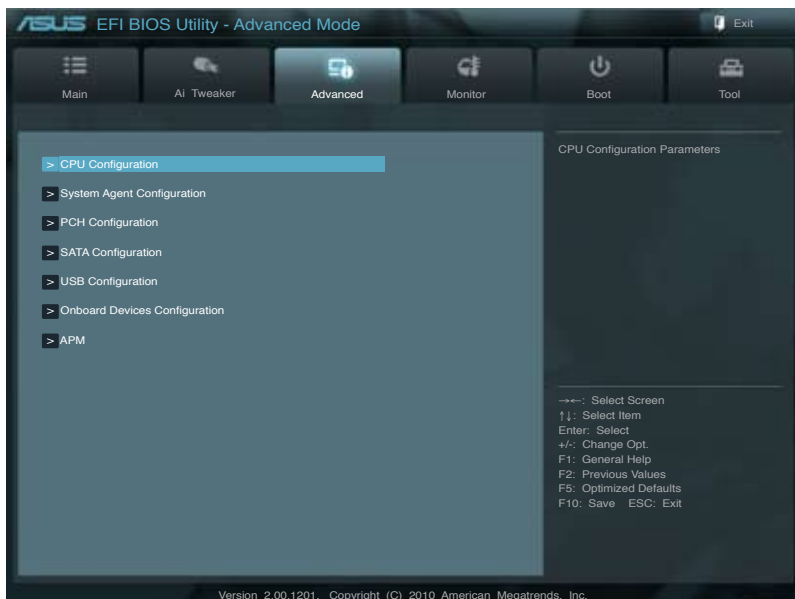 ASUS EFI BIOS Utility - Advanced Mode
Exit
Main
Ai Tweaker
Advanced
Monitor
Boot
Tool
> CPU Configuration
> System Agent Configuration
> PCH Configuration
> SATA Configuration
> USB Configuration
> Onboard Devices Configuration
> APM
CPU Configuration Parameters
→←: Select Screen
↑↓: Select Item
Enter: Select
+/-: Change Opt.
F1: General Help
F2: Previous Values
F5: Optimized Defaults
F10: Save ESC: Exit
Version 2.00.1201. Copyright (C) 2010 American Megatrends, Inc.